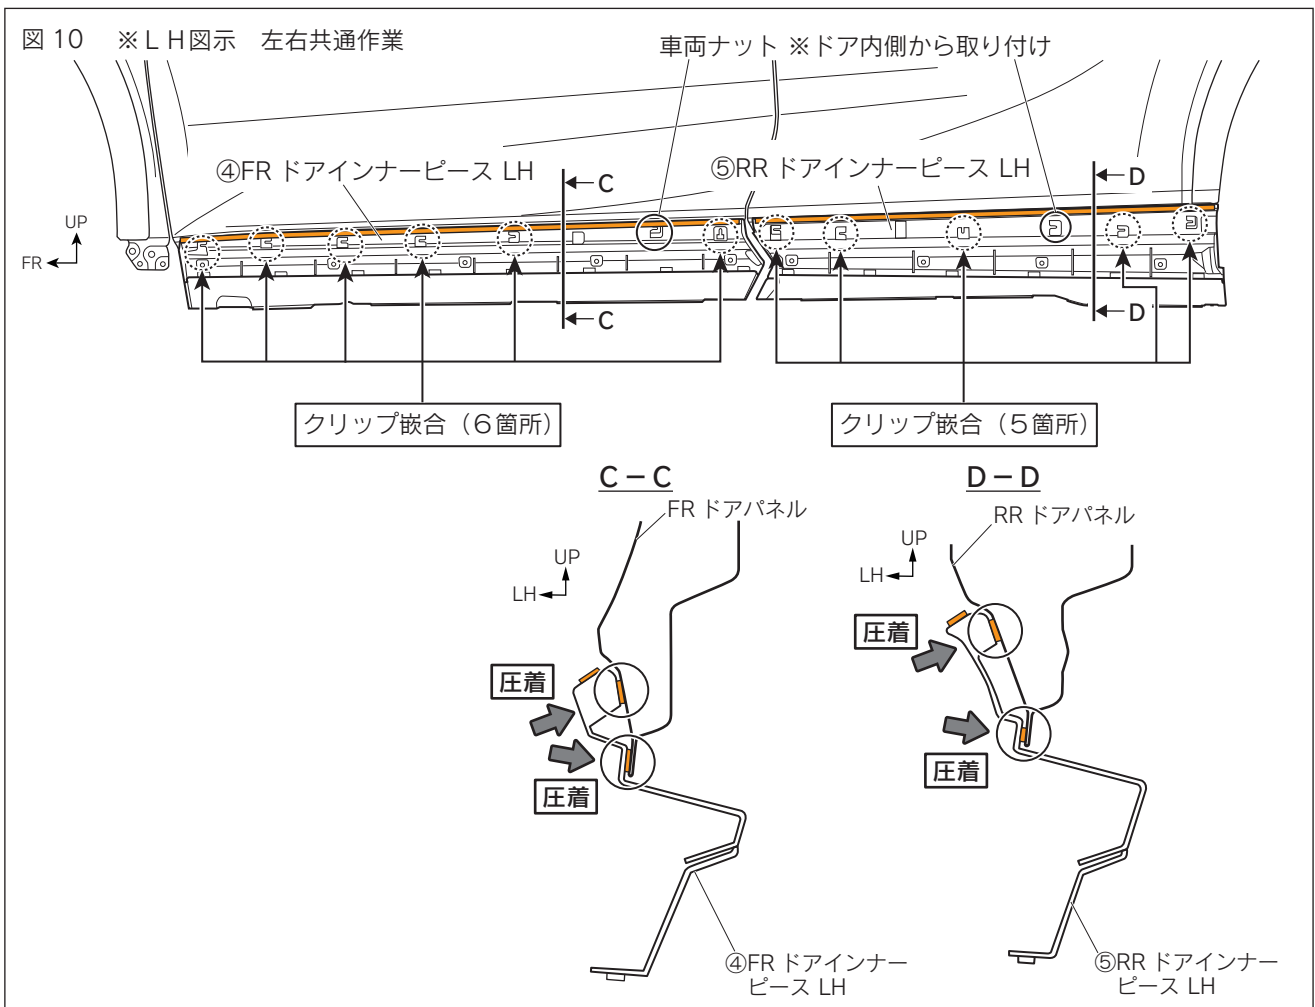 図 10 ※ＬＨ図示 左右共通作業
車両ナット ※ドア内側から取り付け
④FR ドアインナーピース LH
⑤RR ドアインナーピース LH
C
D
UP
FR
C
D
クリップ嵌合（６箇所）
クリップ嵌合（５箇所）
C－C
D－D
FR ドアパネル
RR ドアパネル
UP
LH
UP
LH
圧着
圧着
圧着
圧着
④FR ドアインナー
ピース LH
⑤RR ドアインナー
ピース LH